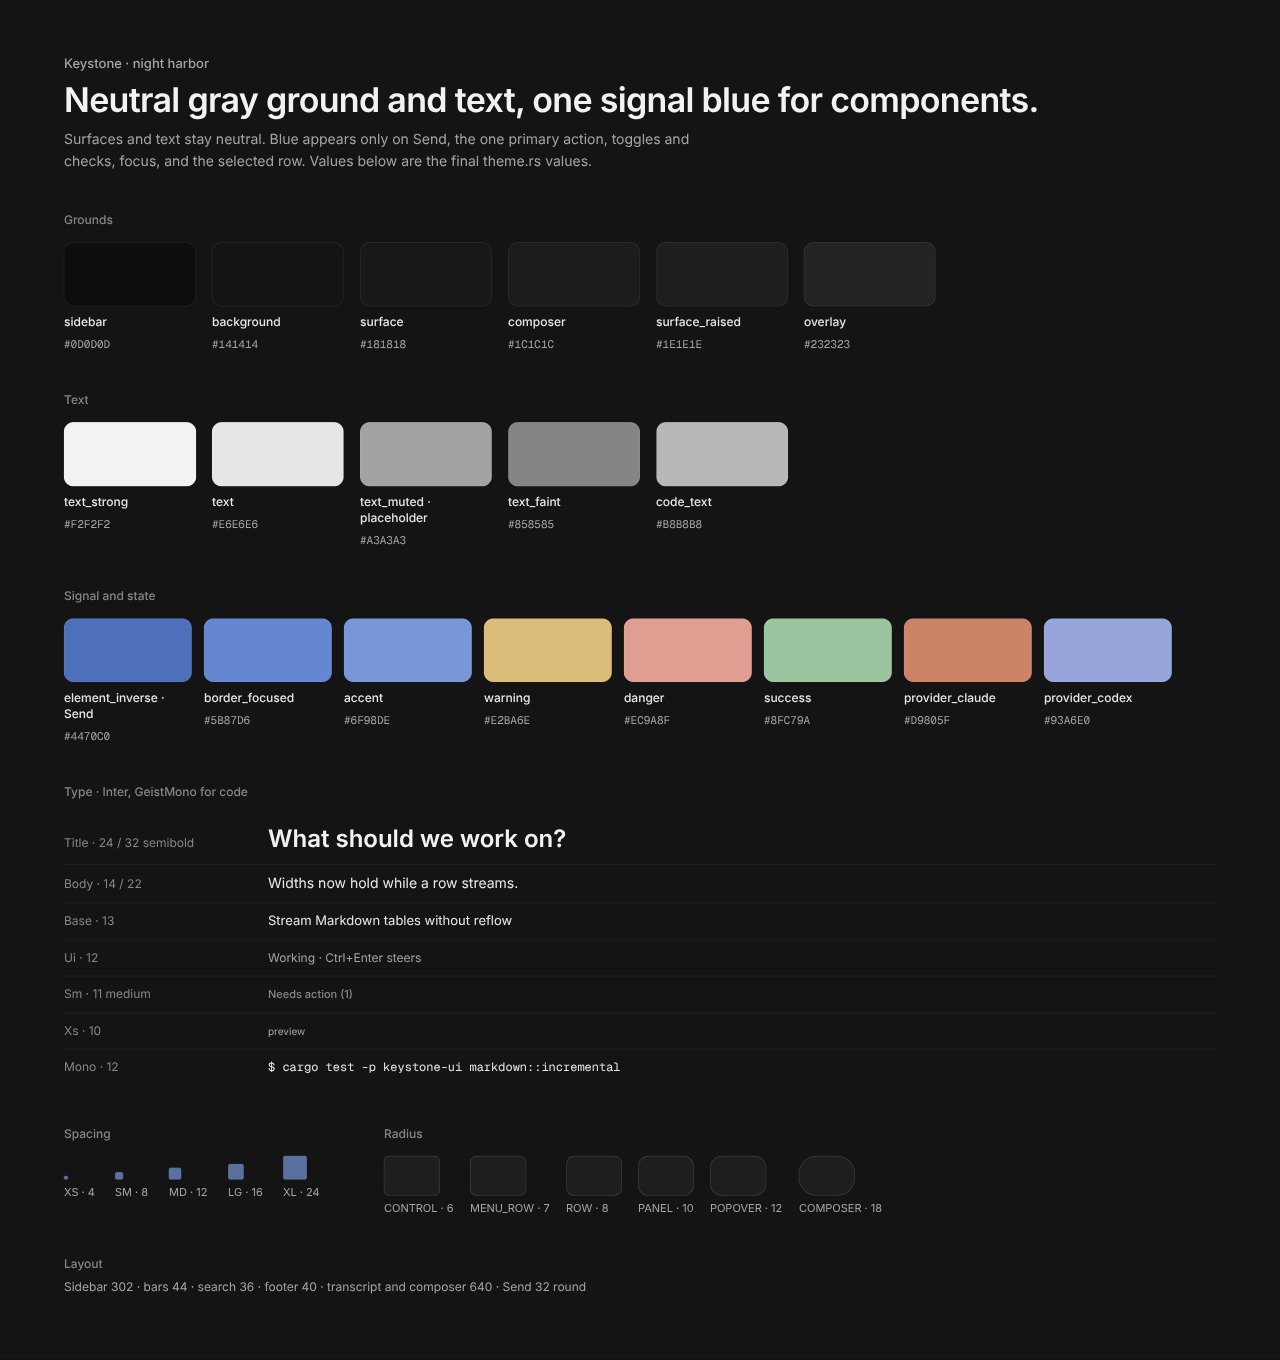 Keystone · night harbor
Neutral gray ground and text, one signal blue for components.
Surfaces and text stay neutral. Blue appears only on Send, the one primary action, toggles and
checks, focus, and the selected row. Values below are the final theme.rs values.
Grounds
sidebar
#0D0D0D
background
#141414
surface
#181818
composer
#1C1C1C
surface_raised
#1E1E1E
overlay
#232323
Text
text_strong
#F2F2F2
text
#E6E6E6
text_muted ·
placeholder
#A3A3A3
text_faint
#858585
code_text
#B8B8B8
Signal and state
element_inverse ·
Send
#4470C0
border_focused
#5B87D6
accent
#6F98DE
warning
#E2BA6E
danger
#EC9A8F
success
#8FC79A
provider_claude
#D9805F
provider_codex
#93A6E0
Type · Inter, GeistMono for code
Title · 24 / 32 semibold
What should we work on?
Body · 14 / 22
Widths now hold while a row streams.
Base · 13
Stream Markdown tables without reflow
Ui · 12
Working · Ctrl+Enter steers
Sm · 11 medium
Needs action (1)
Xs · 10
preview
Mono · 12
$ cargo test -p keystone-ui markdown::incremental
Spacing
XS · 4
SM · 8
MD · 12
LG · 16
XL · 24
Radius
CONTROL · 6
MENU_ROW · 7
ROW · 8
PANEL · 10
POPOVER · 12
COMPOSER · 18
Layout
Sidebar 302 · bars 44 · search 36 · footer 40 · transcript and composer 640 · Send 32 round